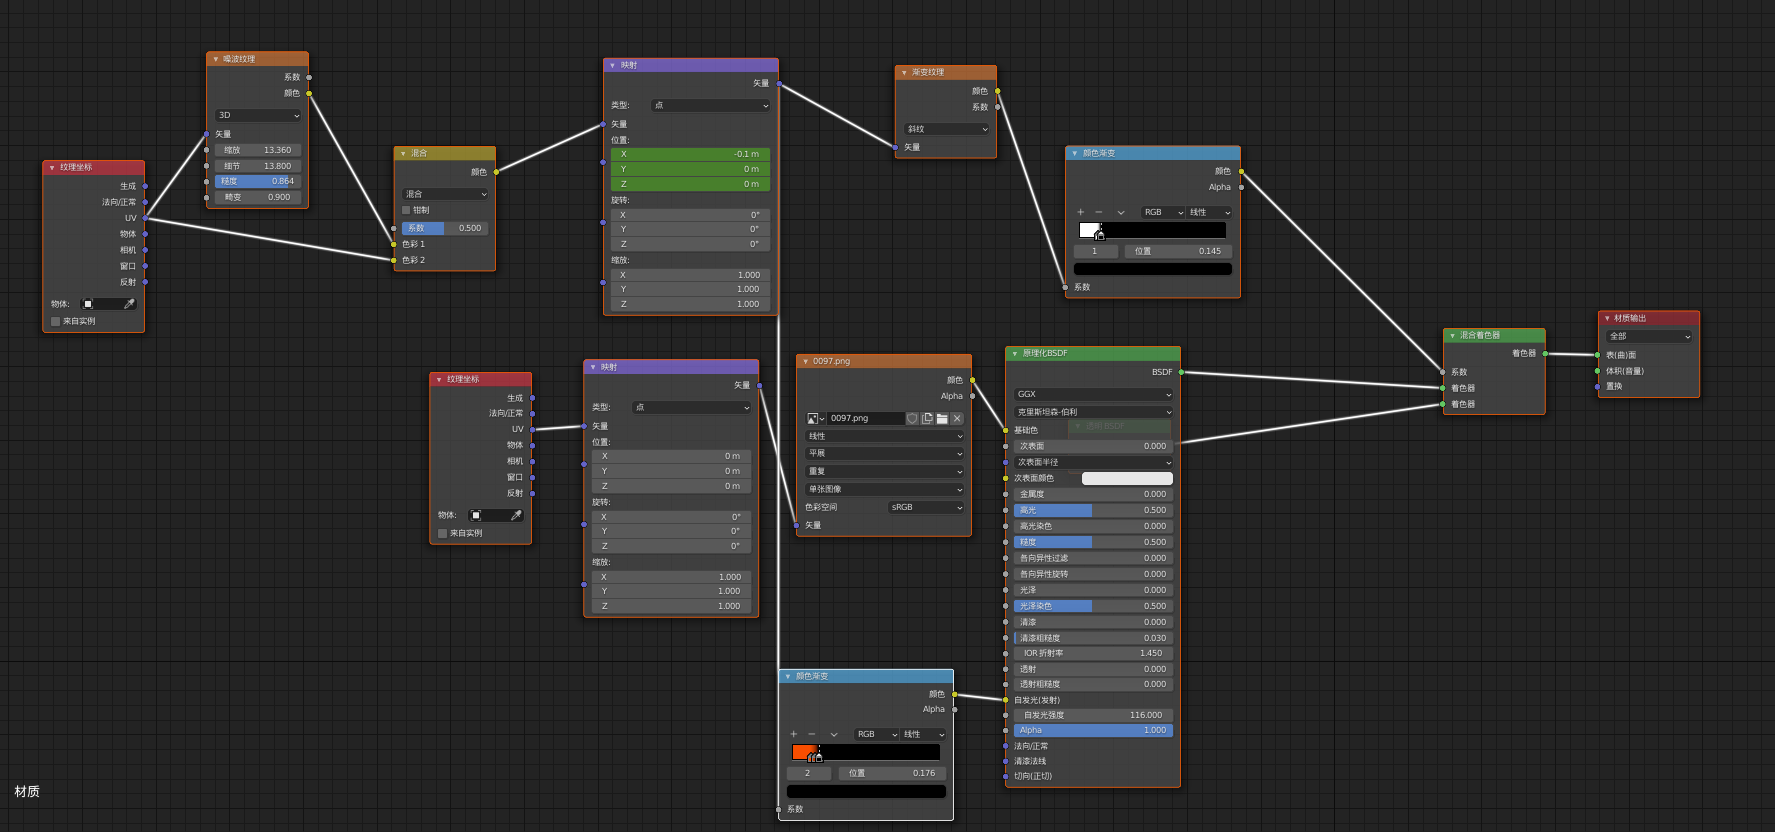 噪波纹理
系数
颜色
3D
矢量
缩放 13.360
细节 13.800
糙度 0.864
畸变 0.900
纹理坐标
生成
法向/正常
UV
物体
相机
窗口
反射
物体:
来自实例
混合
颜色
混合
钳制
系数 0.500
色彩 1
色彩 2
映射
矢量
类型: 点
矢量
位置:
X -0.1 m
Y 0 m
Z 0 m
旋转:
X 0°
Y 0°
Z 0°
缩放:
X 1.000
Y 1.000
Z 1.000
渐变纹理
颜色
系数
斜纹
矢量
颜色渐变
颜色
Alpha
RGB 线性
1 位置 0.145
系数
混合着色器
着色器
系数
着色器
着色器
材质输出
全部
表(曲)面
体积(音量)
置换
纹理坐标
生成
法向/正常
UV
物体
相机
窗口
反射
物体:
来自实例
映射
矢量
类型: 点
矢量
位置:
X 0 m
Y 0 m
Z 0 m
旋转:
X 0°
Y 0°
Z 0°
缩放:
X 1.000
Y 1.000
Z 1.000
0097.png
颜色
Alpha
0097.png
线性
平展
重复
单张图像
色彩空间 sRGB
矢量
原理化BSDF
BSDF
GGX
克里斯坦森-伯利
基础色
透明 BSDF
次表面 0.000
次表面半径
次表面颜色
金属度 0.000
高光 0.500
高光染色 0.000
糙度 0.500
各向异性过滤 0.000
各向异性旋转 0.000
光泽 0.000
光泽染色 0.500
清漆 0.000
清漆粗糙度 0.030
IOR 折射率 1.450
透射 0.000
透射粗糙度 0.000
自发光(发射)
自发光强度 116.000
Alpha 1.000
法向/正常
清漆法线
切向(正切)
颜色渐变
颜色
Alpha
RGB 线性
2 位置 0.176
系数
材质